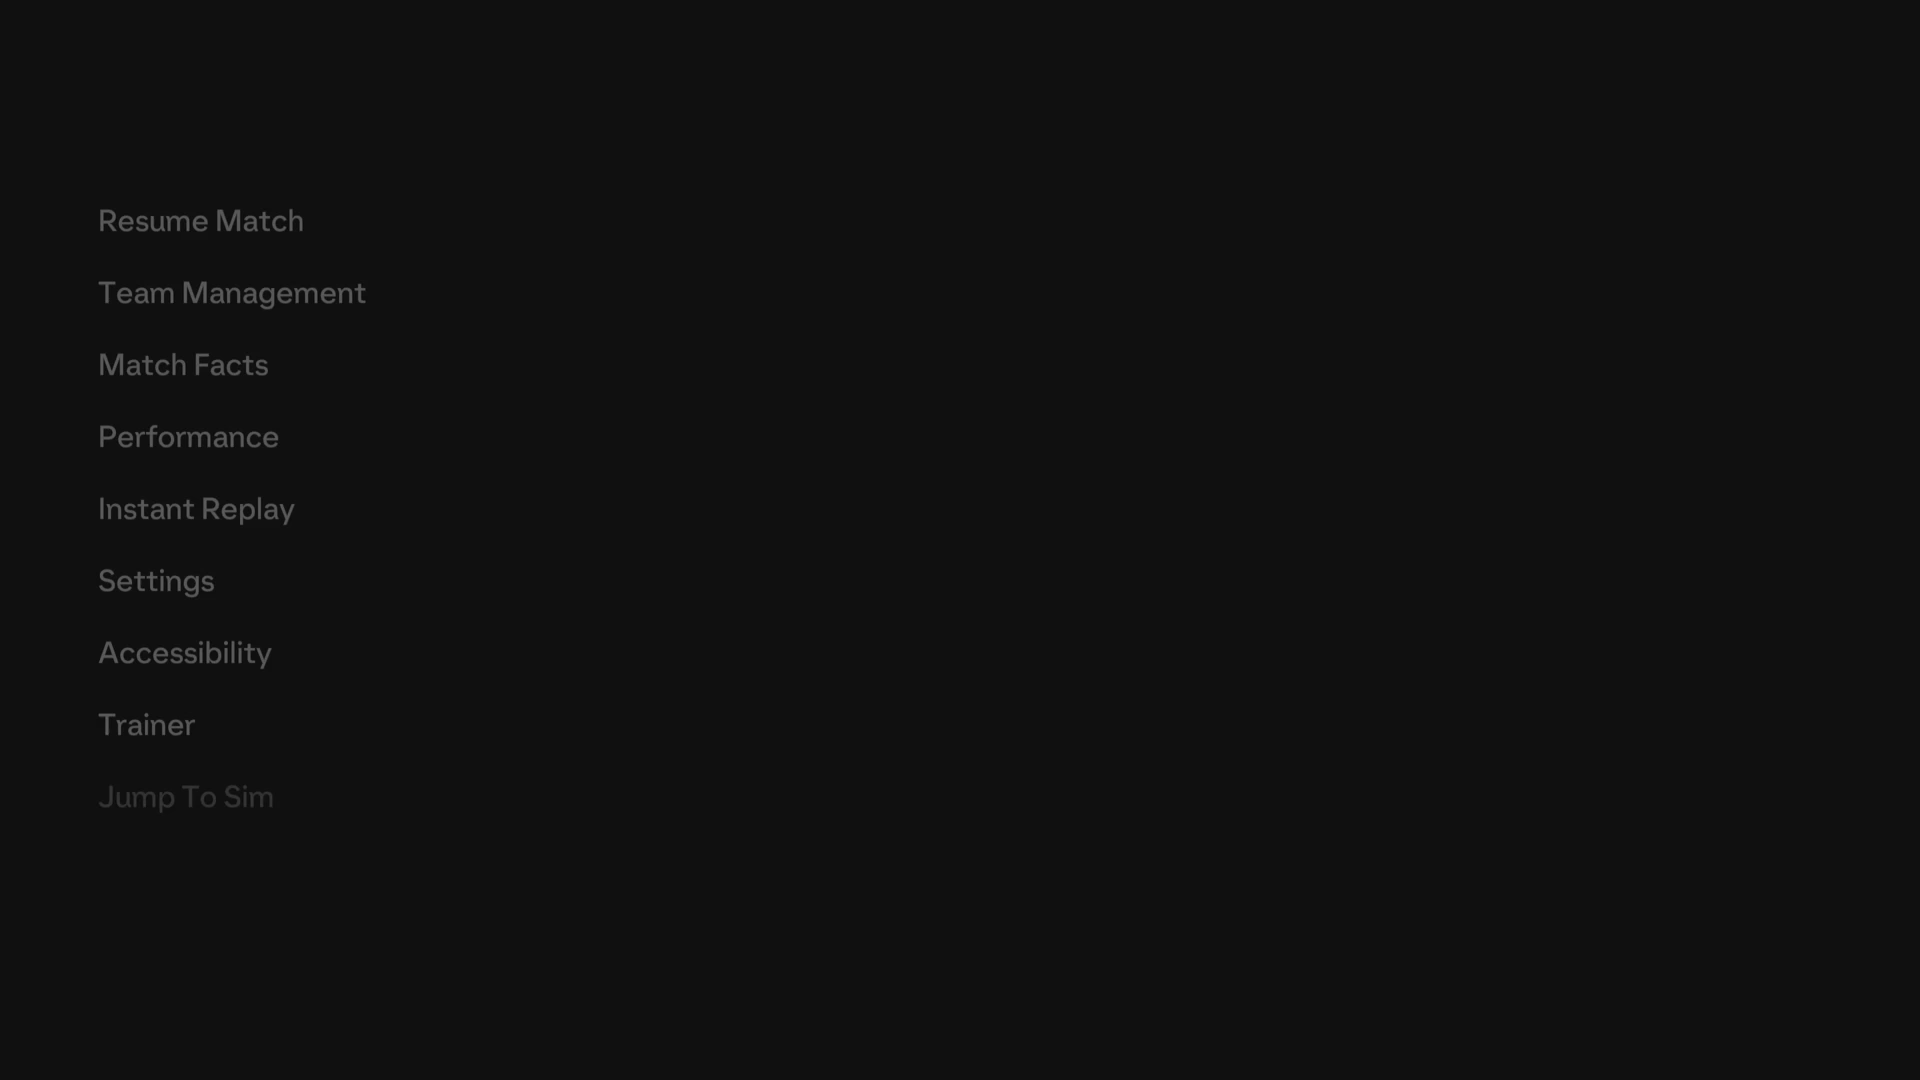 Resume Match
Team Management
Match Facts
Performance
Instant Replay
Settings
Accessibility
Trainer
Jump To Sim